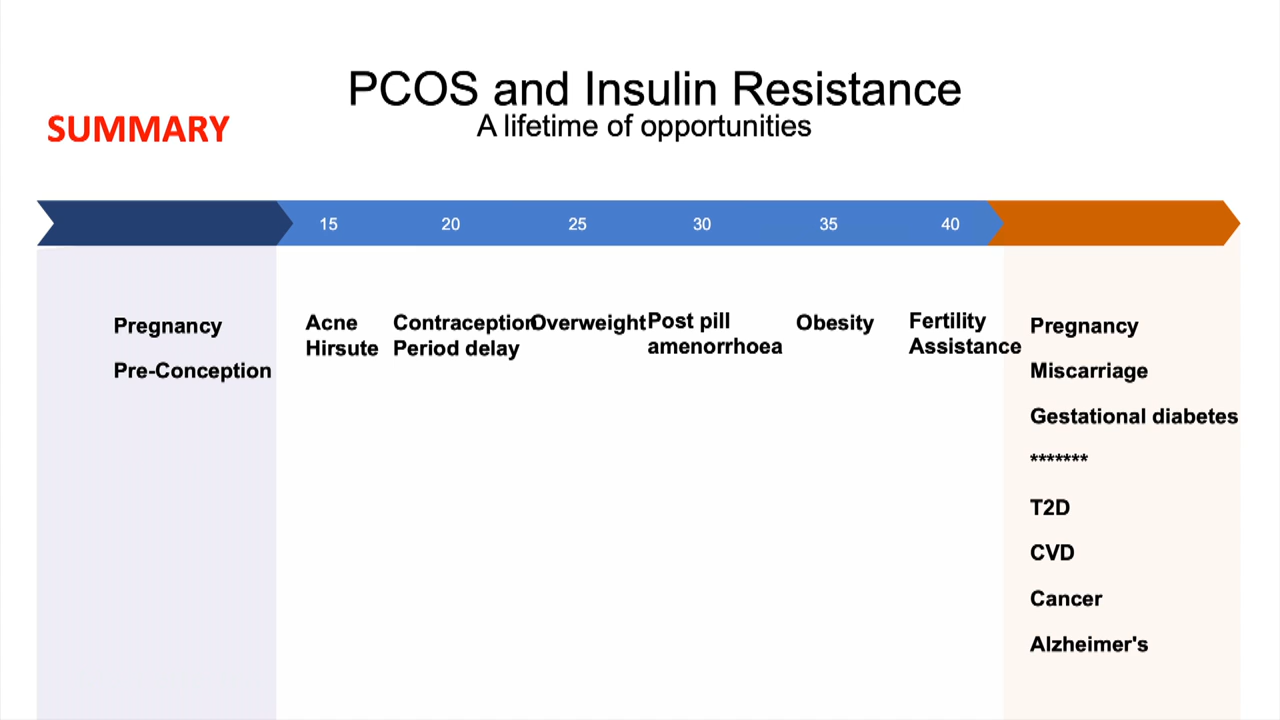 PCOS and Insulin Resistance
SUMMARY
A lifetime of opportunities
15 20 25 30 35 40
Pregnancy
Pre-Conception
Acne
Hirsute
Contraception
Period delay
Overweight
Post pill
amenorrhoea
Obesity
Fertility
Assistance
Pregnancy
Miscarriage
Gestational diabetes
*******
T2D
CVD
Cancer
Alzheimer's